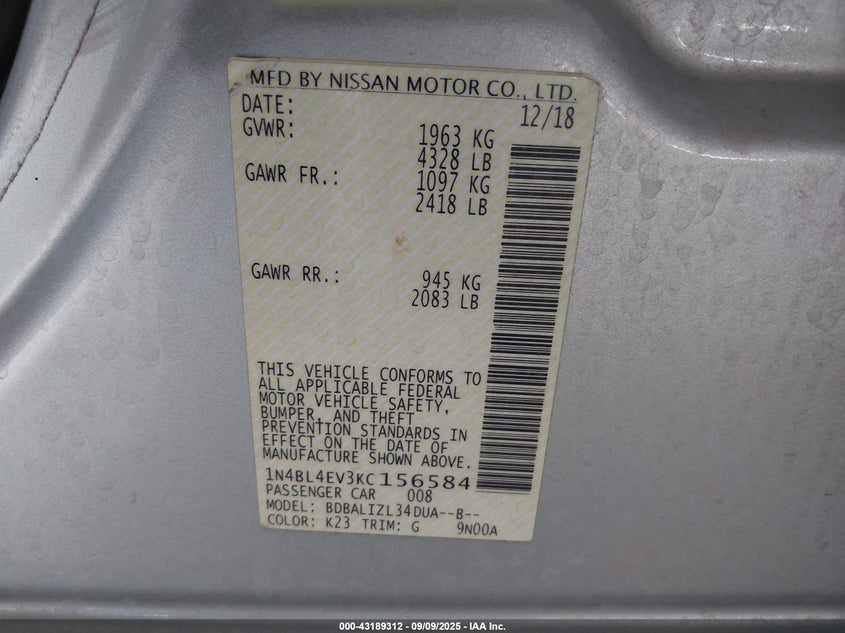 MFD BY NISSAN MOTOR CO., LTD.
DATE: 12/18
GVWR: 1963 KG
4328 LB
GAWR FR.: 1097 KG
2418 LB
GAWR RR.: 945 KG
2083 LB
THIS VEHICLE CONFORMS TO
ALL APPLICABLE FEDERAL
MOTOR VEHICLE SAFETY,
BUMPER, AND THEFT
PREVENTION STANDARDS IN
EFFECT ON THE DATE OF
MANUFACTURE SHOWN ABOVE.
1N4BL4EV3KC156584
PASSENGER CAR 008
MODEL: BDBALIZL34DUA--B--
COLOR: K23 TRIM: G 9N00A
000-43189312 - 09/09/2025 - IAA Inc.